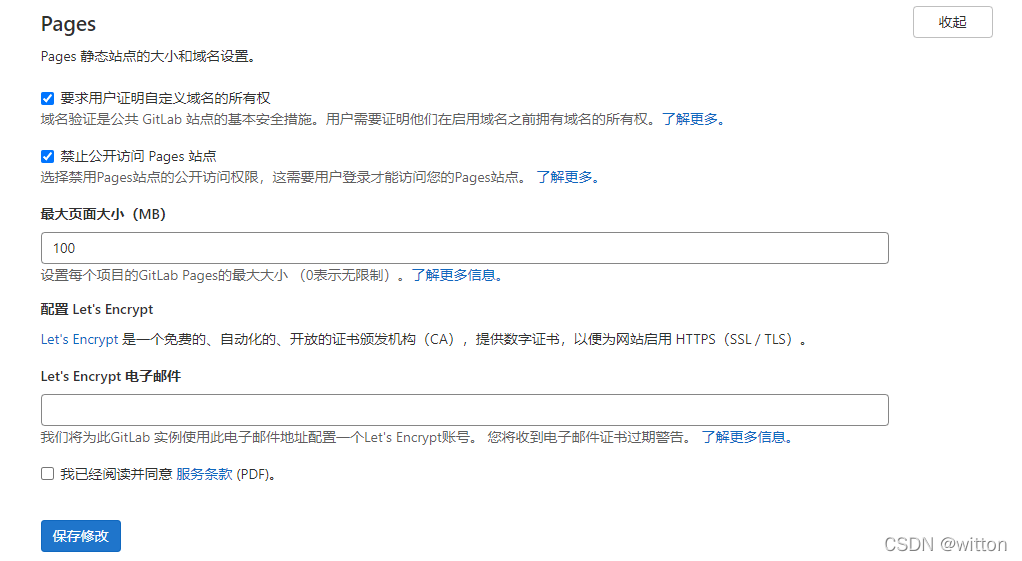 Pages
收起
Pages 静态站点的大小和域名设置。
要求用户证明自定义域名的所有权
域名验证是公共 GitLab 站点的基本安全措施。用户需要证明他们在启用域名之前拥有域名的所有权。了解更多。
禁止公开访问 Pages 站点
选择禁用Pages站点的公开访问权限，这需要用户登录才能访问您的Pages站点。 了解更多。
最大页面大小（MB）
100
设置每个项目的GitLab Pages的最大大小 （0表示无限制）。了解更多信息。
配置 Let's Encrypt
Let's Encrypt 是一个免费的、自动化的、开放的证书颁发机构（CA），提供数字证书，以便为网站启用 HTTPS（SSL / TLS）。
Let's Encrypt 电子邮件
我们将为此GitLab 实例使用此电子邮件地址配置一个Let's Encrypt账号。 您将收到电子邮件证书过期警告。 了解更多信息。
我已经阅读并同意 服务条款 (PDF)。
保存修改
CSDN @witton